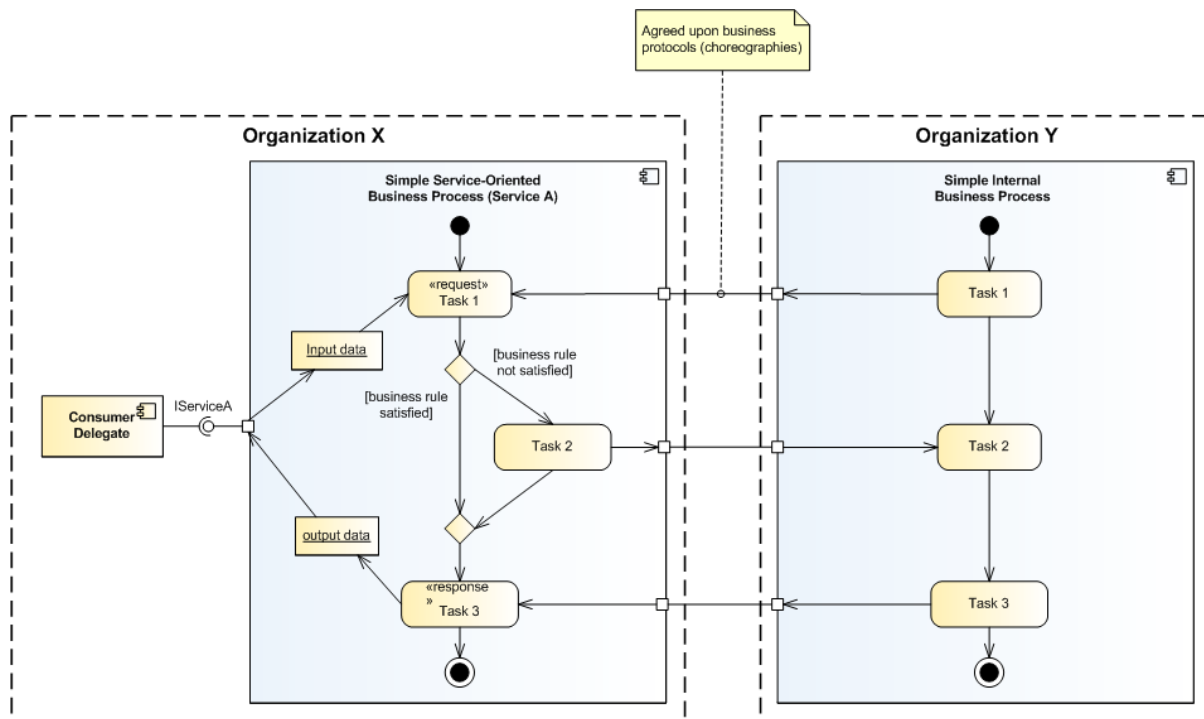 Agreed upon business
protocols (choreographies)
Organization X
Organization Y
Simple Service-Oriented
Business Process (Service A)
Simple Internal
Business Process
«request»
Task 1
Task 1
Input data
[business rule
not satisfied]
[business rule
satisfied]
IServiceA
Consumer
Delegate
Task 2
Task 2
output data
«response
»
Task 3
Task 3